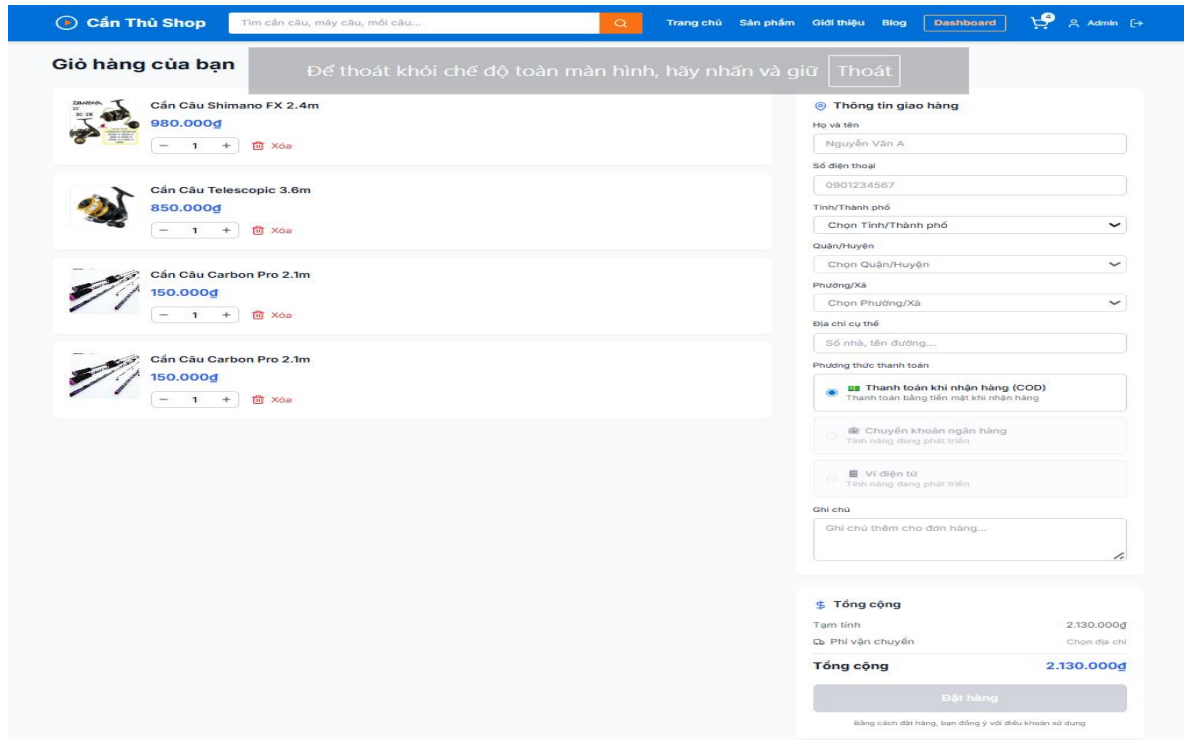 Cần Thủ Shop
Tìm cần câu, máy câu, mồi câu...
Trang chủ Sản phẩm Giới thiệu Blog Dashboard 4 Admin
Giỏ hàng của bạn
Để thoát khỏi chế độ toàn màn hình, hãy nhấn và giữ Thoát
Cần Câu Shimano FX 2.4m
980.000₫
− 1 + Xóa
Cần Câu Telescopic 3.6m
850.000₫
− 1 + Xóa
Cần Câu Carbon Pro 2.1m
150.000₫
− 1 + Xóa
Cần Câu Carbon Pro 2.1m
150.000₫
− 1 + Xóa
Thông tin giao hàng
Họ và tên
Nguyễn Văn A
Số điện thoại
0901234567
Tỉnh/Thành phố
Chọn Tỉnh/Thành phố
Quận/Huyện
Chọn Quận/Huyện
Phường/Xã
Chọn Phường/Xã
Địa chỉ cụ thể
Số nhà, tên đường...
Phương thức thanh toán
Thanh toán khi nhận hàng (COD)
Thanh toán bằng tiền mặt khi nhận hàng
Chuyển khoản ngân hàng
Tính năng đang phát triển
Ví điện tử
Tính năng đang phát triển
Ghi chú
Ghi chú thêm cho đơn hàng...
Tổng cộng
Tạm tính 2.130.000₫
Phí vận chuyển Chọn địa chỉ
Tổng cộng 2.130.000₫
Đặt hàng
Bằng cách đặt hàng, bạn đồng ý với điều khoản sử dụng